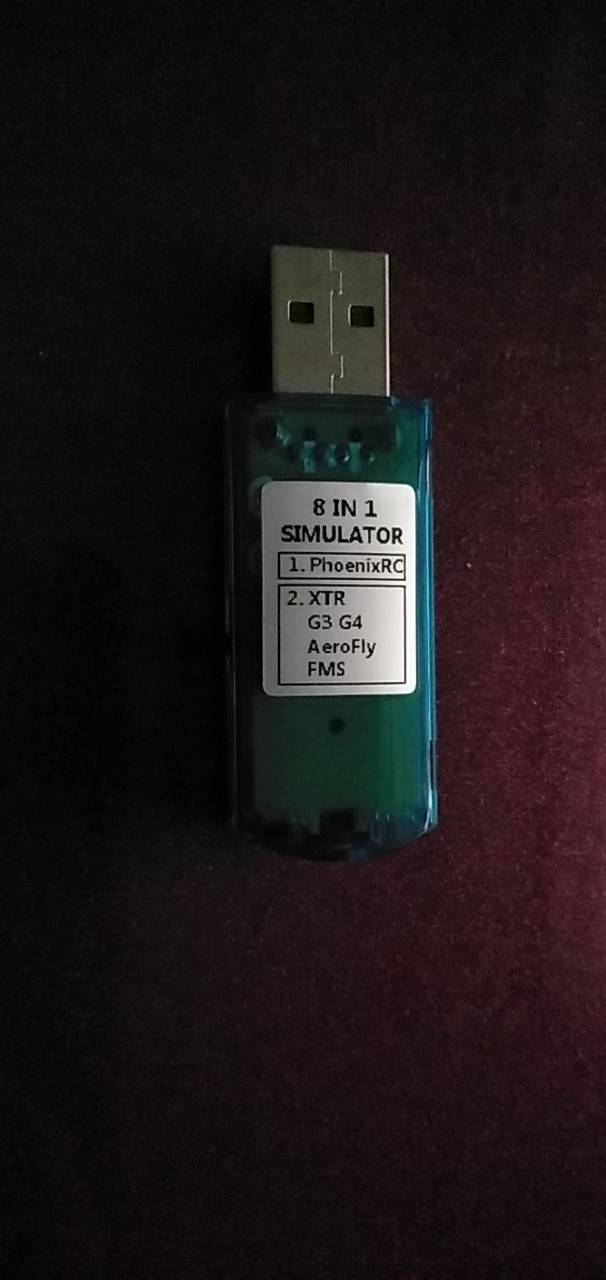 8 IN 1
SIMULATOR
1. PhoenixRC
2. XTR
G3 G4
AeroFly
FMS